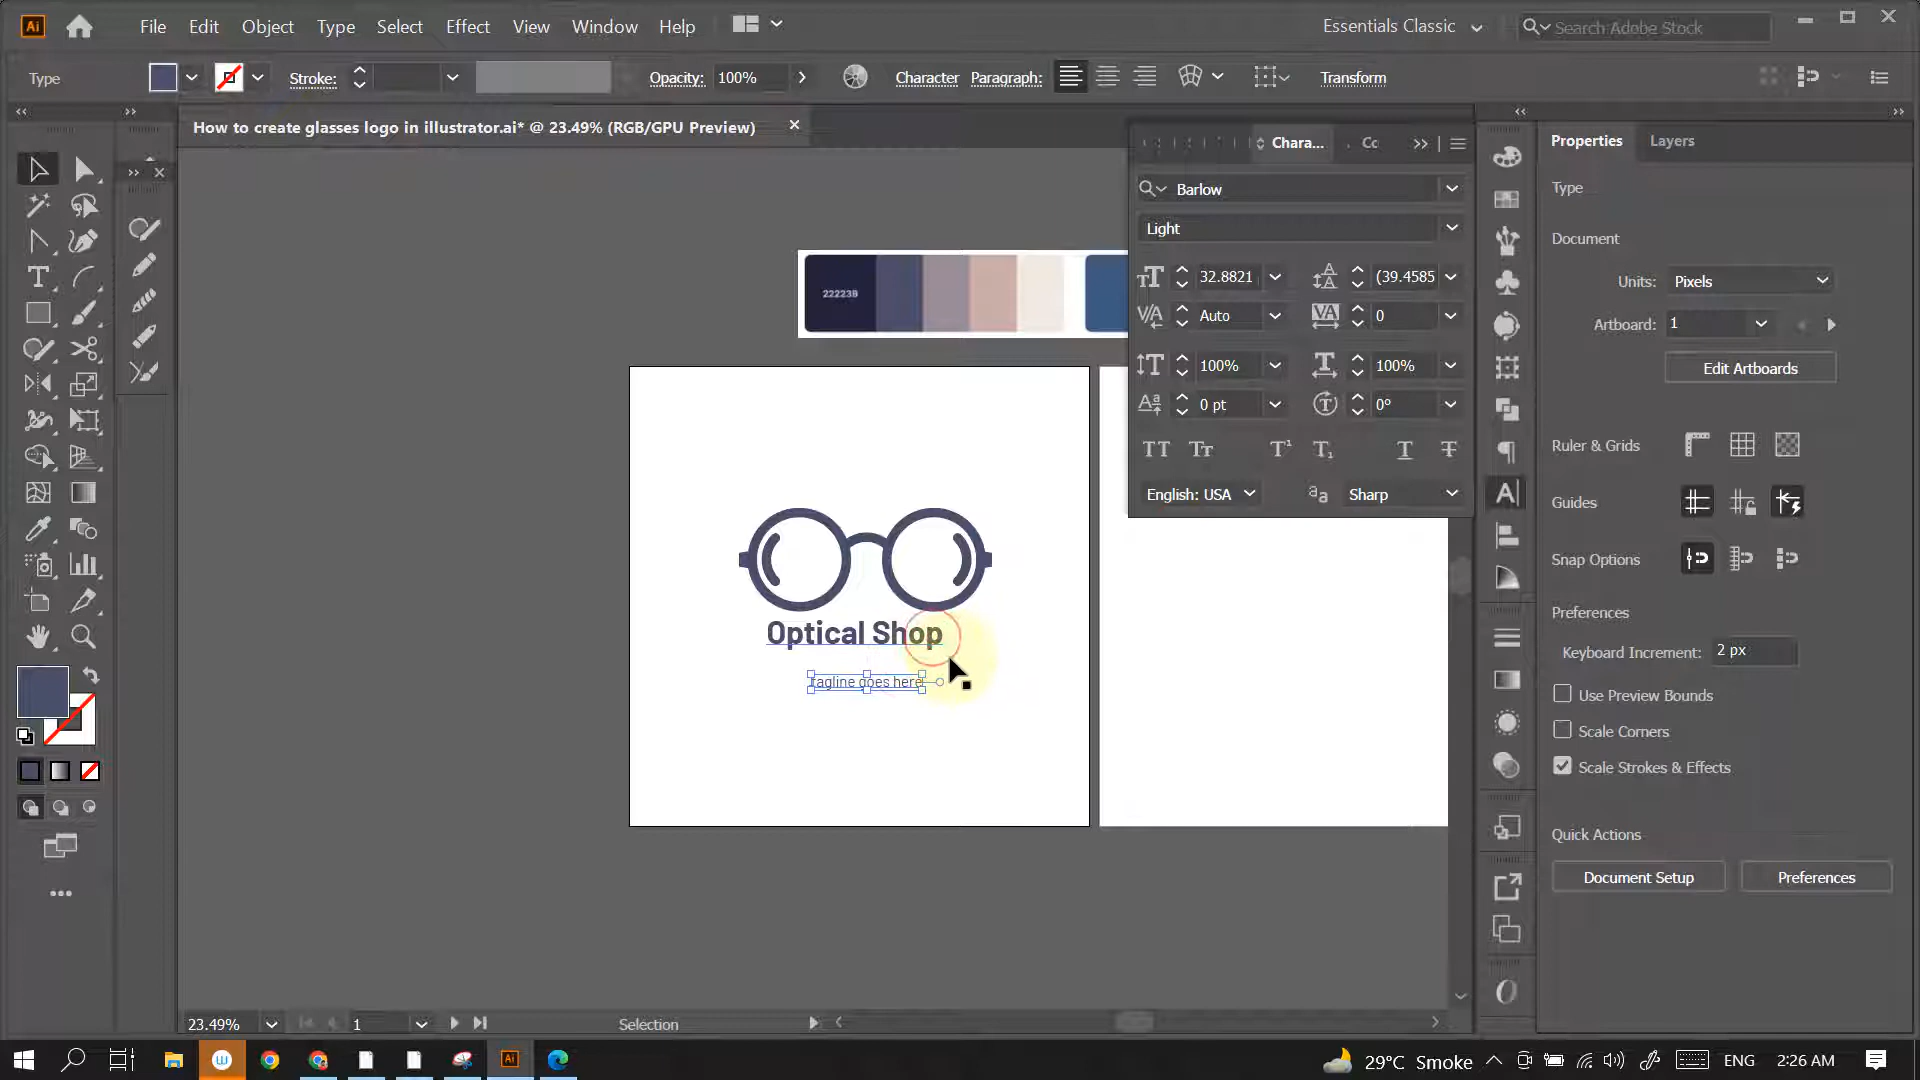 Ai
File Edit Object Type Select Effect View Window Help
Essentials Classic
Search Adobe Stock
Type
Stroke:
Opacity: 100%
Character
Paragraph:
Transform
How to create glasses logo in illustrator.ai* @ 23.49% (RGB/GPU Preview)
Chara...
Barlow
Light
32.8821
(39.4585
Auto
0
100%
100%
0 pt
0°
English: USA
Sharp
Properties
Layers
Type
Document
Units: Pixels
Artboard: 1
Edit Artboards
Ruler & Grids
Guides
Snap Options
Preferences
Keyboard Increment: 2 px
Use Preview Bounds
Scale Corners
Scale Strokes & Effects
Quick Actions
Document Setup
Preferences
22223B
Optical Shop
Tagline goes here
23.49%
1
Selection
29°C Smoke
ENG
2:26 AM